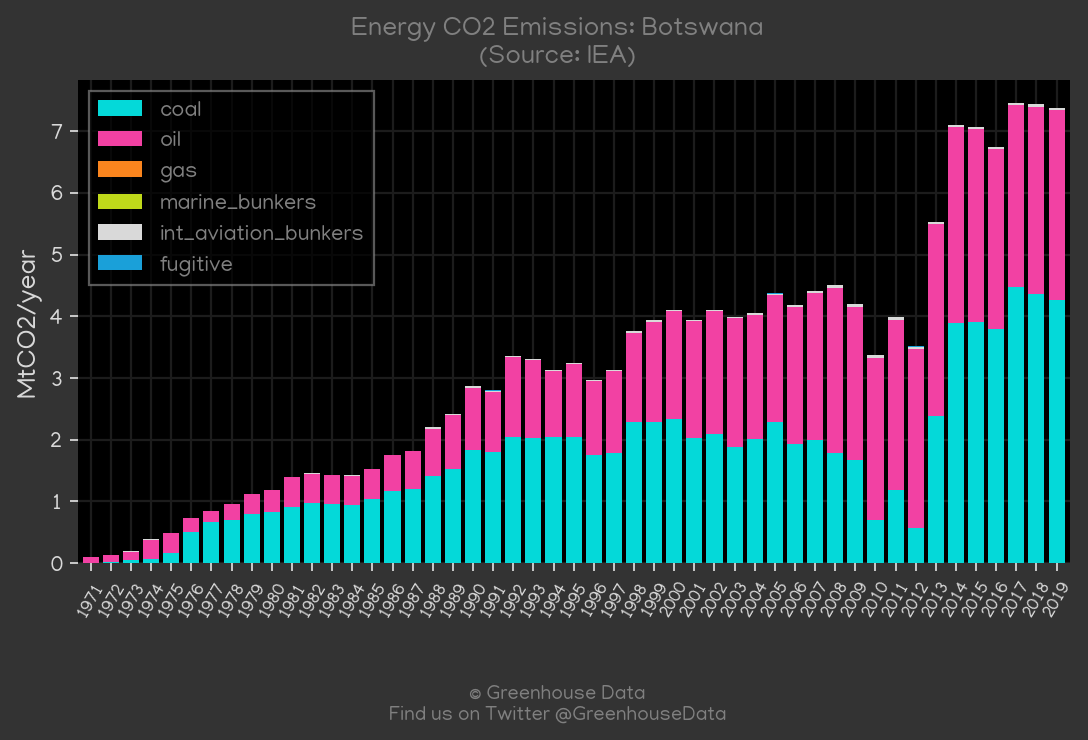 Energy CO2 Emissions: Botswana
(Source: IEA)
coal
oil
gas
marine_bunkers
int_aviation_bunkers
fugitive
MtCO2/year
7
6
5
4
3
2
1
0
1971 1972 1973 1974 1975 1976 1977 1978 1979 1980 1981 1982 1983 1984 1985 1986 1987 1988 1989 1990 1991 1992 1993 1994 1995 1996 1997 1998 1999 2000 2001 2002 2003 2004 2005 2006 2007 2008 2009 2010 2011 2012 2013 2014 2015 2016 2017 2018 2019
© Greenhouse Data
Find us on Twitter @GreenhouseData